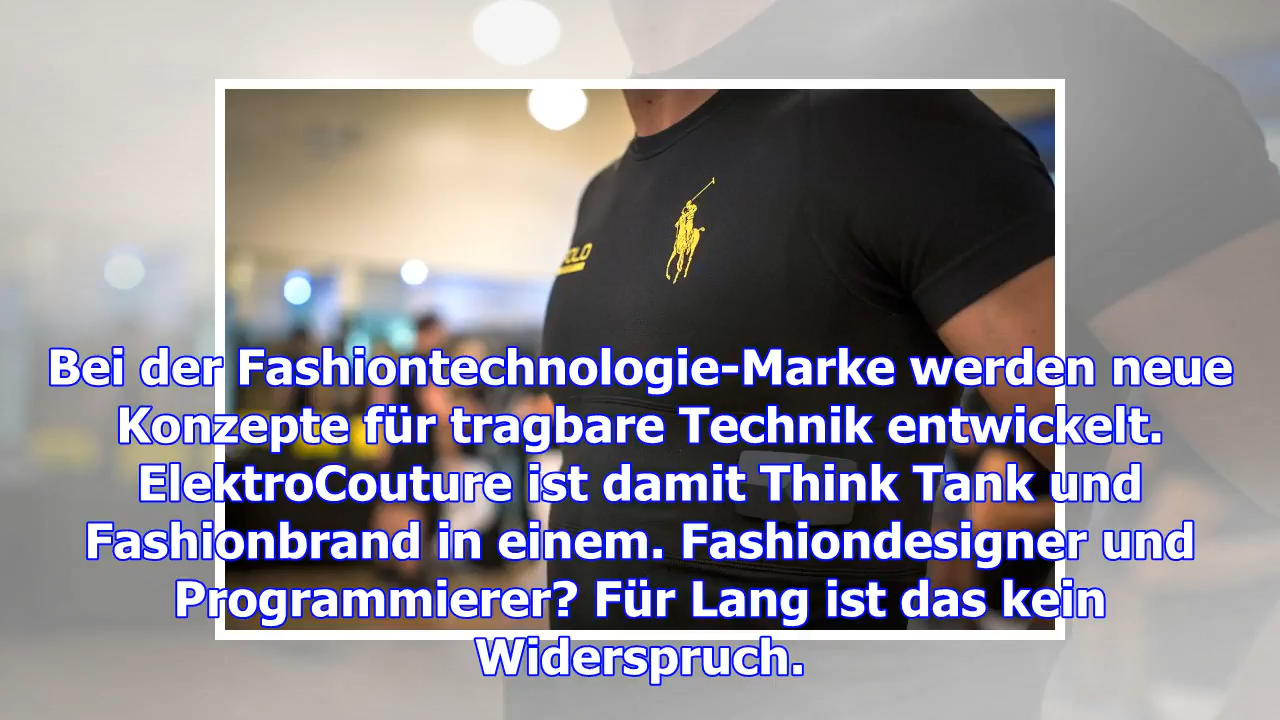 Bei der Fashiontechnologie-Marke werden neue
Konzepte für tragbare Technik entwickelt.
ElektroCouture ist damit Think Tank und
Fashionbrand in einem. Fashiondesigner und
Programmierer? Für Lang ist das kein
Widerspruch.